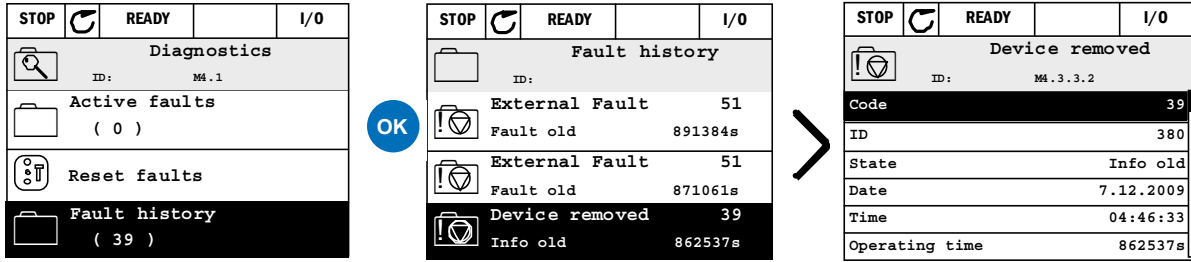 STOP READY I/0
Diagnostics
ID: M4.1
Active faults
( 0 )
Reset faults
Fault history
( 39 )
OK
STOP READY I/0
Fault history
ID:
External Fault 51
Fault old 891384s
External Fault 51
Fault old 871061s
Device removed 39
Info old 862537s
STOP READY I/0
Device removed
ID: M4.3.3.2
Code 39
ID 380
State Info old
Date 7.12.2009
Time 04:46:33
Operating time 862537s